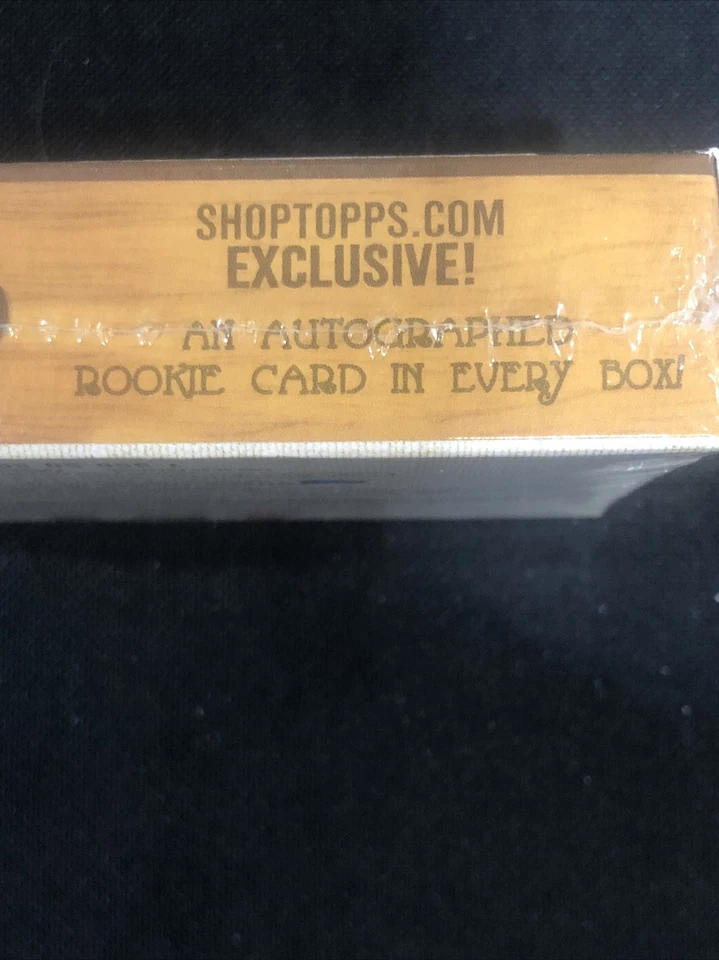 SHOPTOPPS.COM
EXCLUSIVE!
AN AUTOGRAPHED
ROOKIE CARD IN EVERY BOX!